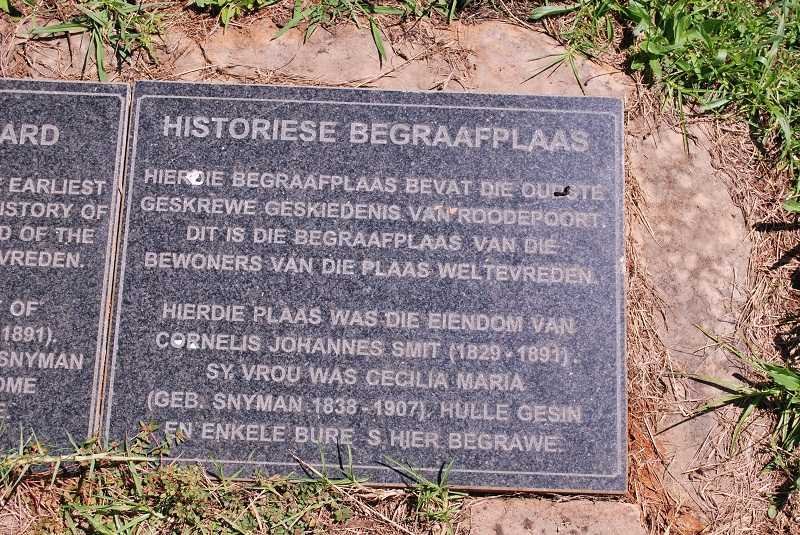 ARD
EARLIEST
ISTORY OF
D OF THE
VREDEN.
OF
1891).
SNYMAN
OME
HISTORIESE BEGRAAFPLAAS
HIERDIE BEGRAAFPLAAS BEVAT DIE OUDSTE
GESKREWE GESKIEDENIS VAN ROODEPOORT.
DIT IS DIE BEGRAAFPLAAS VAN DIE
BEWONERS VAN DIE PLAAS WELTEVREDEN.
HIERDIE PLAAS WAS DIE EIENDOM VAN
CORNELIS JOHANNES SMIT (1829 - 1891).
SY VROU WAS CECILIA MARIA
(GEB. SNYMAN 1838 - 1907). HULLE GESIN
EN ENKELE BURE S HIER BEGRAWE.